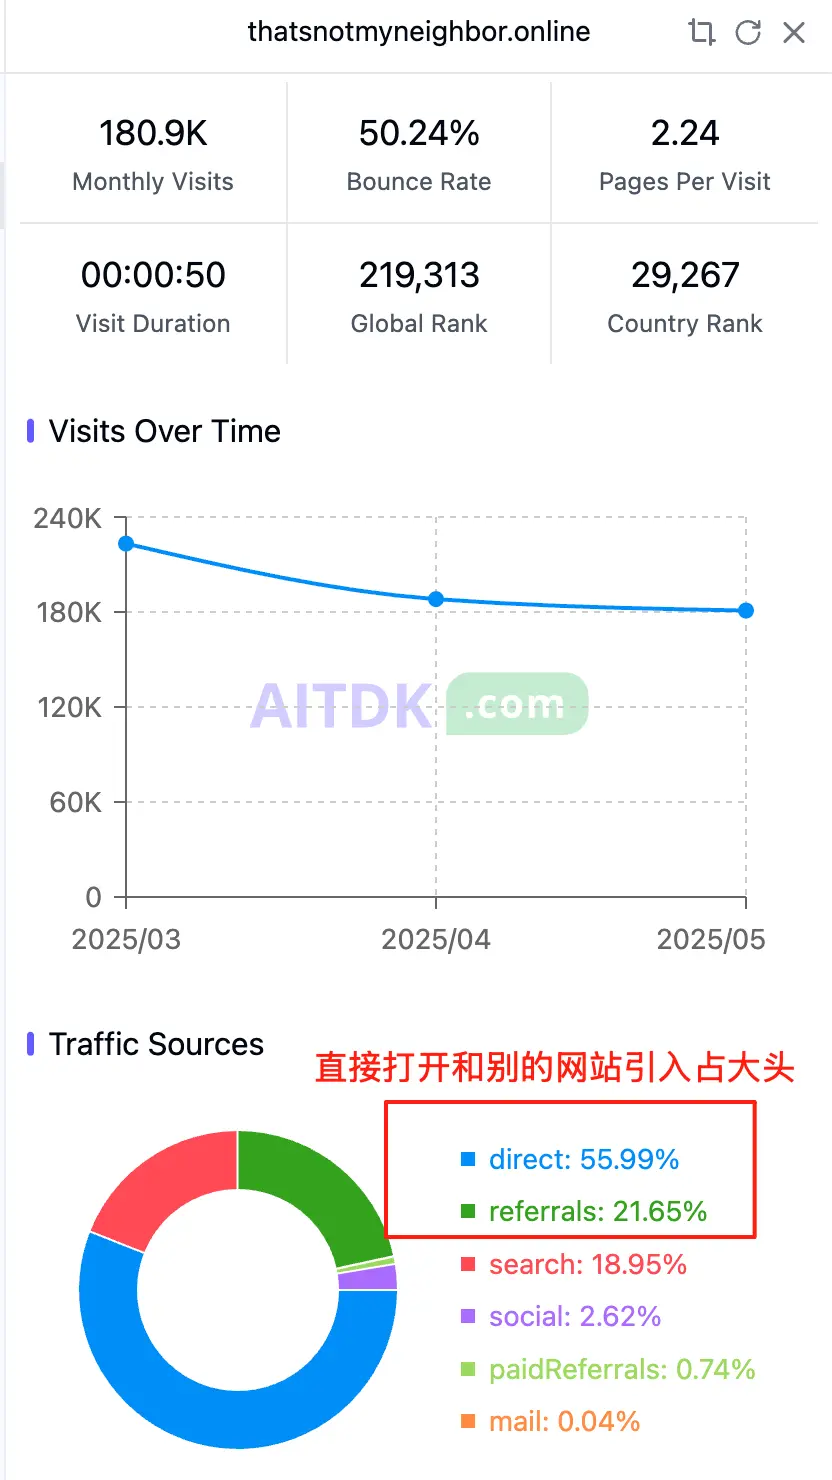 thatsnotmyneighbor.online
180.9K
50.24%
2.24
Monthly Visits
Bounce Rate
Pages Per Visit
00:00:50
219,313
29,267
Visit Duration
Global Rank
Country Rank
Visits Over Time
240K
180K
120K
60K
0
AITDK .com
2025/03
2025/04
2025/05
Traffic Sources
直接打开和别的网站引入占大头
direct: 55.99%
referrals: 21.65%
search: 18.95%
social: 2.62%
paidReferrals: 0.74%
mail: 0.04%